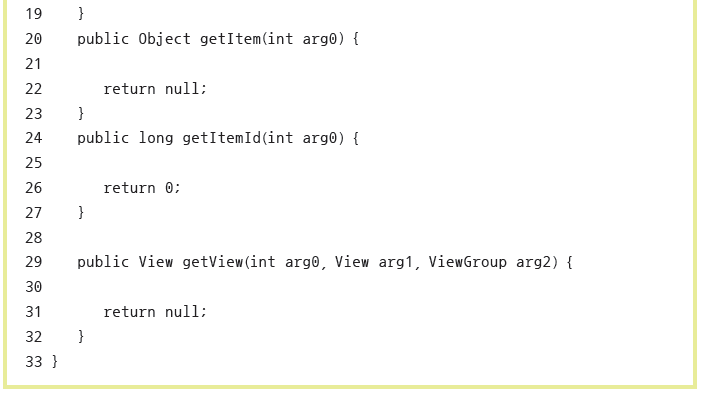 19    }
20    public Object getItem(int arg0) {
21
22       return null;
23    }
24    public long getItemId(int arg0) {
25
26       return 0;
27    }
28
29    public View getView(int arg0, View arg1, ViewGroup arg2) {
30
31       return null;
32    }
33 }